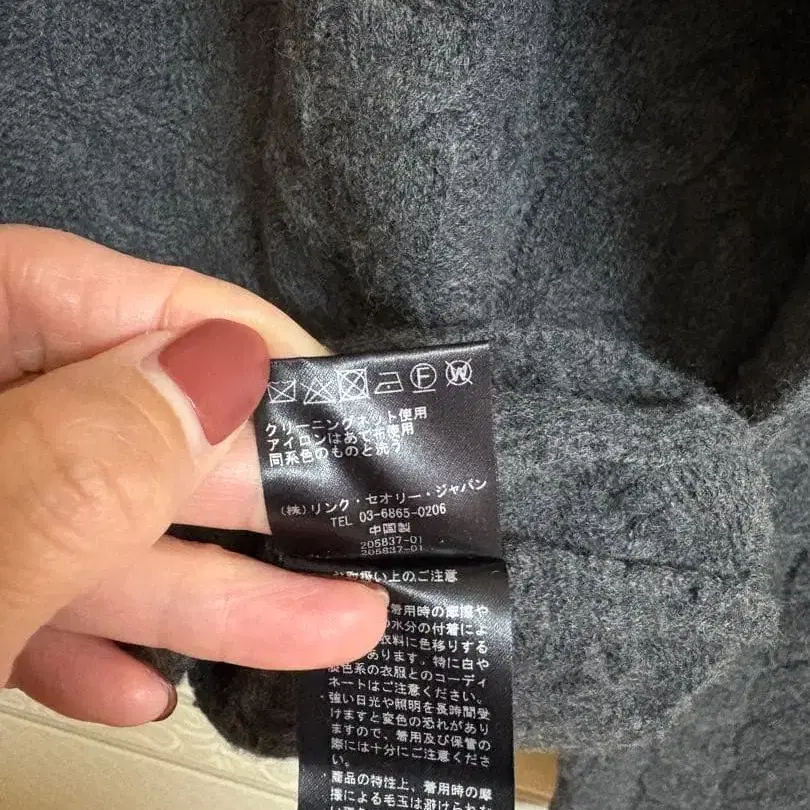 F W
クリーニングネット使用
アイロンはあて布使用
同系色のものと洗う
(株)リンク・セオリー・ジャパン
TEL 03-6865-0206
中国製
205837-01
205837-01
取扱い上のご注意
着用時の摩擦や
水分の付着によ
衣料に色移りする
あります。特に白や
淡色系の衣服とのコーディ
ネートはご注意ください。
・強い日光や照明を長時間受
けますと変色の恐れがあり
ますので、着用及び保管の
際には十分にご注意くださ
い。
・商品の特性上、着用時の摩
擦による毛玉は避けられな